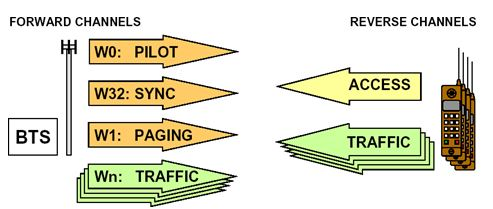 FORWARD CHANNELS
REVERSE CHANNELS
W0: PILOT
W32: SYNC
ACCESS
W1: PAGING
TRAFFIC
BTS
Wn: TRAFFIC